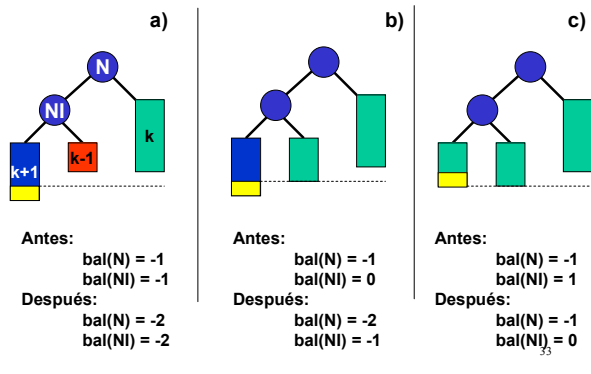 a)
N
NI
k
k+1
k-1
Antes:
bal(N) = -1
bal(NI) = -1
Después:
bal(N) = -2
bal(NI) = -2
b)
Antes:
bal(N) = -1
bal(NI) = 0
Después:
bal(N) = -2
bal(NI) = -1
c)
Antes:
bal(N) = -1
bal(NI) = 1
Después:
bal(N) = -1
bal(NI) = 0
33